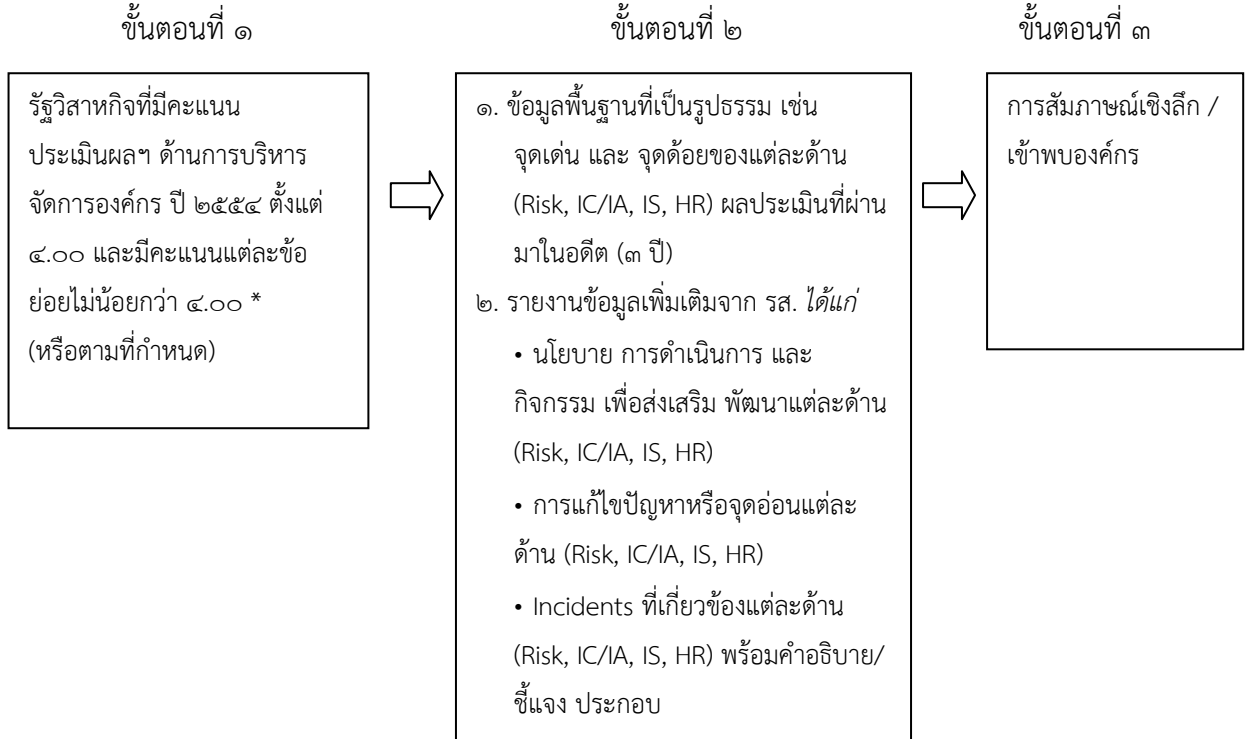 ขั้นตอนที่ ๑
รัฐวิสาหกิจที่มีคะแนน
ประเมินผลฯ ด้านการบริหาร
จัดการองค์กร ปี ๒๕๕๔ ตั้งแต่
๔.๐๐ และมีคะแนนแต่ละข้อ
ย่อยไม่น้อยกว่า ๔.๐๐ *
(หรือตามที่กำหนด)
ขั้นตอนที่ ๒
๑. ข้อมูลพื้นฐานที่เป็นรูปธรรม เช่น
จุดเด่น และ จุดด้อยของแต่ละด้าน
(Risk, IC/IA, IS, HR) ผลประเมินที่ผ่าน
มาในอดีต (๓ ปี)
๒. รายงานข้อมูลเพิ่มเติมจาก รส. ได้แก่
• นโยบาย การดำเนินการ และ
กิจกรรม เพื่อส่งเสริม พัฒนาแต่ละด้าน
(Risk, IC/IA, IS, HR)
• การแก้ไขปัญหาหรือจุดอ่อนแต่ละ
ด้าน (Risk, IC/IA, IS, HR)
• Incidents ที่เกี่ยวข้องแต่ละด้าน
(Risk, IC/IA, IS, HR) พร้อมคำอธิบาย/
ชี้แจง ประกอบ
ขั้นตอนที่ ๓
การสัมภาษณ์เชิงลึก /
เข้าพบองค์กร